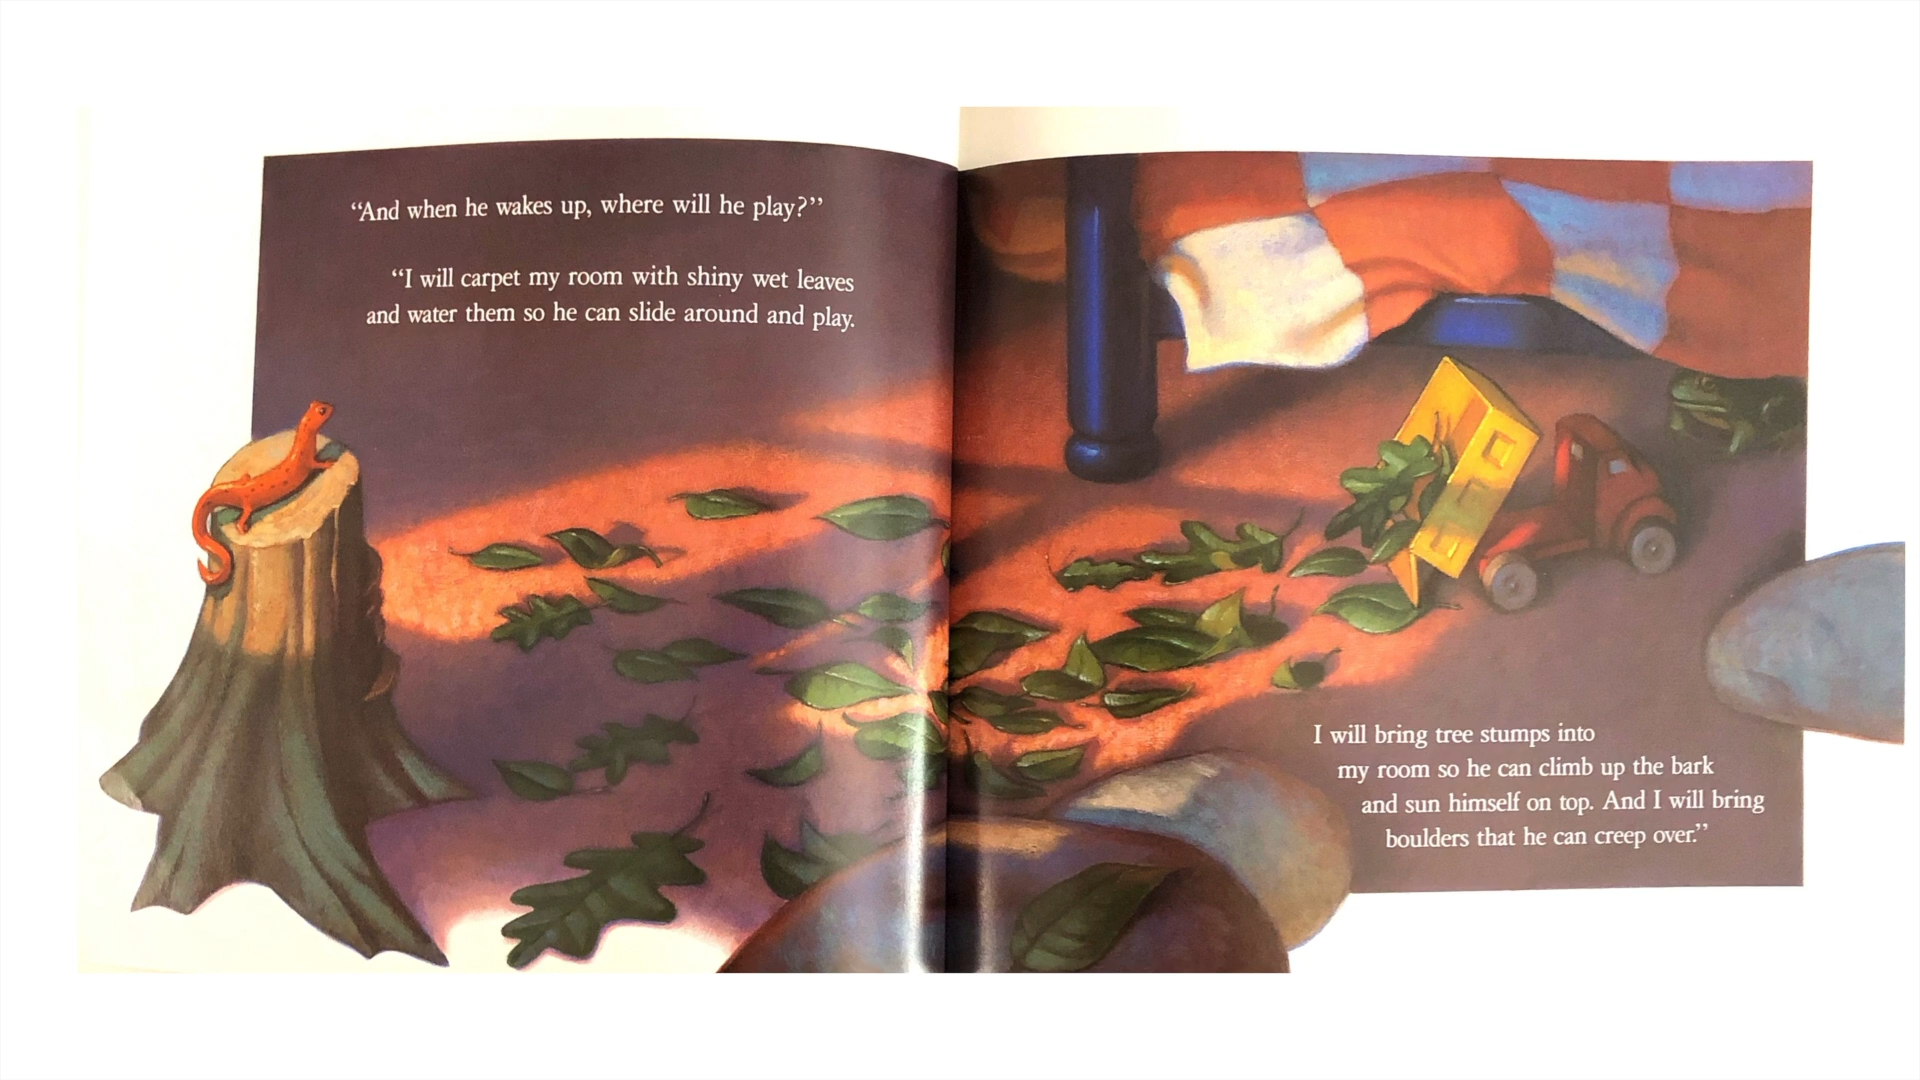 “And when he wakes up, where will he play?”
“I will carpet my room with shiny wet leaves
and water them so he can slide around and play.
I will bring tree stumps into
my room so he can climb up the bark
and sun himself on top. And I will bring
boulders that he can creep over.”